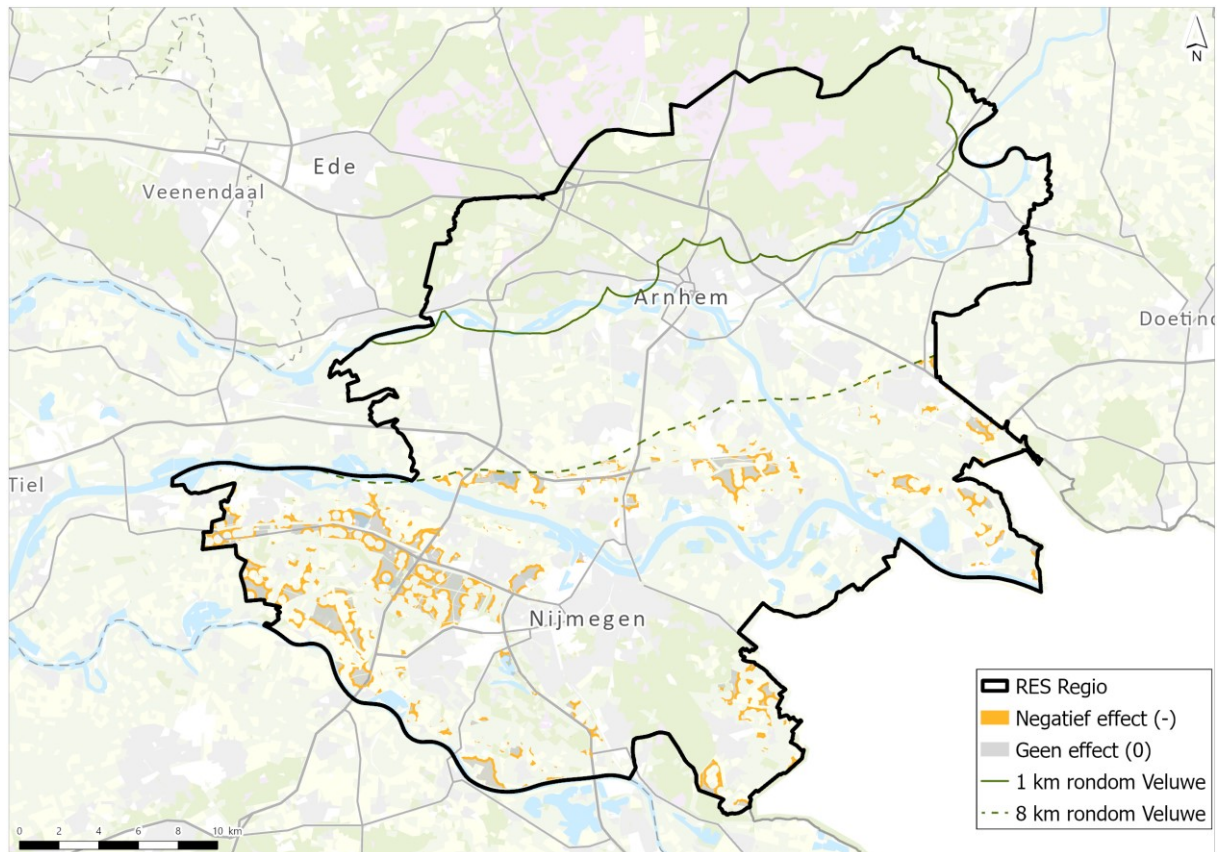 N
Ede
Veenendaal
Arnhem
Doetinc
Tiel
Nijmegen
RES Regio
Negatief effect (-)
Geen effect (0)
1 km rondom Veluwe
8 km rondom Veluwe
0 2 4 6 8 10 km